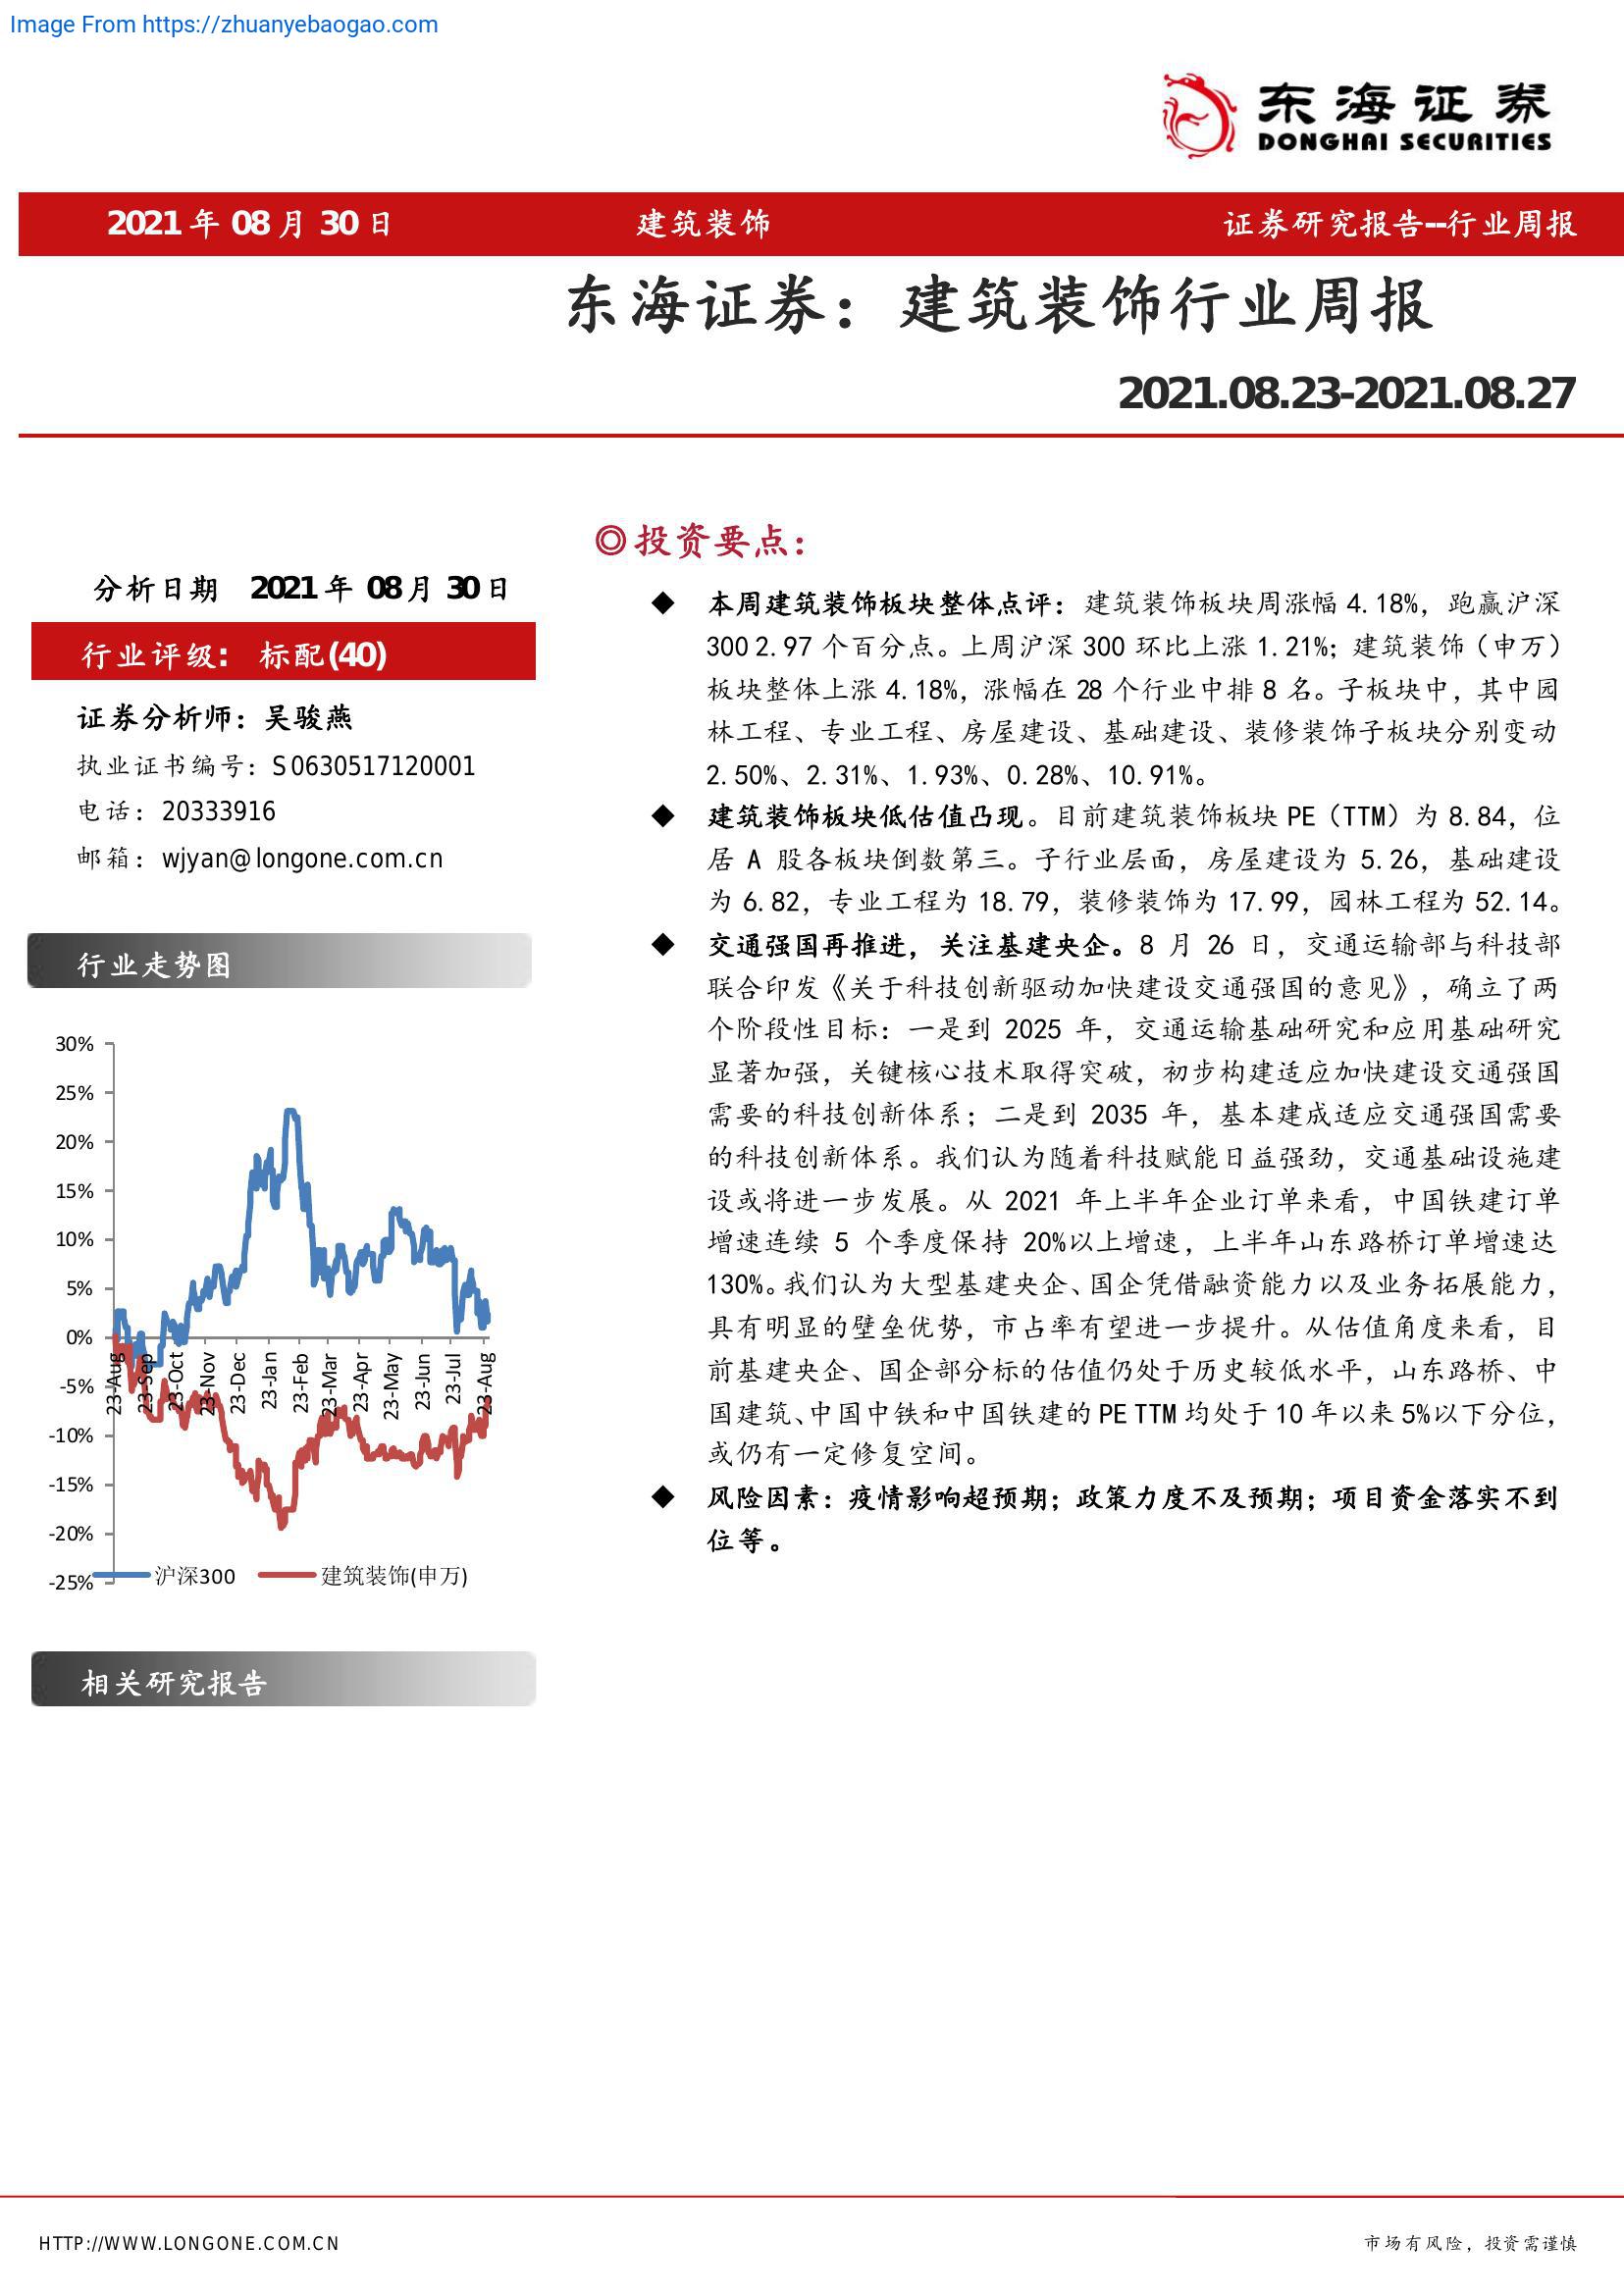 Image From https://zhuanyebaogao.com
东海证券
DONGHAI SECURITIES
2021 年 08 月 30 日 建筑装饰 证券研究报告--行业周报
东海证券：建筑装饰行业周报
2021.08.23-2021.08.27
分析日期 2021 年 08 月 30 日
行业评级: 标配(40)
证券分析师：吴骏燕
执业证书编号：S0630517120001
电话：20333916
邮箱：wjyan@longone.com.cn
行业走势图
30%
25%
20%
15%
10%
5%
0%
-5%
-10%
-15%
-20%
-25%
23-Aug
23-Sep
23-Oct
23-Nov
23-Dec
23-Jan
23-Feb
23-Mar
23-Apr
23-May
23-Jun
23-Jul
23-Aug
沪深300 建筑装饰(申万)
相关研究报告
◎投资要点：
◆ 本周建筑装饰板块整体点评：建筑装饰板块周涨幅 4.18%，跑赢沪深
300 2.97 个百分点。上周沪深 300 环比上涨 1.21%；建筑装饰（申万）
板块整体上涨 4.18%，涨幅在 28 个行业中排 8 名。子板块中，其中园
林工程、专业工程、房屋建设、基础建设、装修装饰子板块分别变动
2.50%、2.31%、1.93%、0.28%、10.91%。
◆ 建筑装饰板块低估值凸现。目前建筑装饰板块 PE（TTM）为 8.84，位
居 A 股各板块倒数第三。子行业层面，房屋建设为 5.26，基础建设
为 6.82，专业工程为 18.79，装修装饰为 17.99，园林工程为 52.14。
◆ 交通强国再推进，关注基建央企。8 月 26 日，交通运输部与科技部
联合印发《关于科技创新驱动加快建设交通强国的意见》，确立了两
个阶段性目标：一是到 2025 年，交通运输基础研究和应用基础研究
显著加强，关键核心技术取得突破，初步构建适应加快建设交通强国
需要的科技创新体系；二是到 2035 年，基本建成适应交通强国需要
的科技创新体系。我们认为随着科技赋能日益强劲，交通基础设施建
设或将进一步发展。从 2021 年上半年企业订单来看，中国铁建订单
增速连续 5 个季度保持 20%以上增速，上半年山东路桥订单增速达
130%。我们认为大型基建央企、国企凭借融资能力以及业务拓展能力，
具有明显的壁垒优势，市占率有望进一步提升。从估值角度来看，目
前基建央企、国企部分标的估值仍处于历史较低水平，山东路桥、中
国建筑、中国中铁和中国铁建的 PE TTM 均处于 10 年以来 5%以下分位，
或仍有一定修复空间。
◆ 风险因素：疫情影响超预期；政策力度不及预期；项目资金落实不到
位等。
HTTP://WWW.LONGONE.COM.CN 市场有风险，投资需谨慎